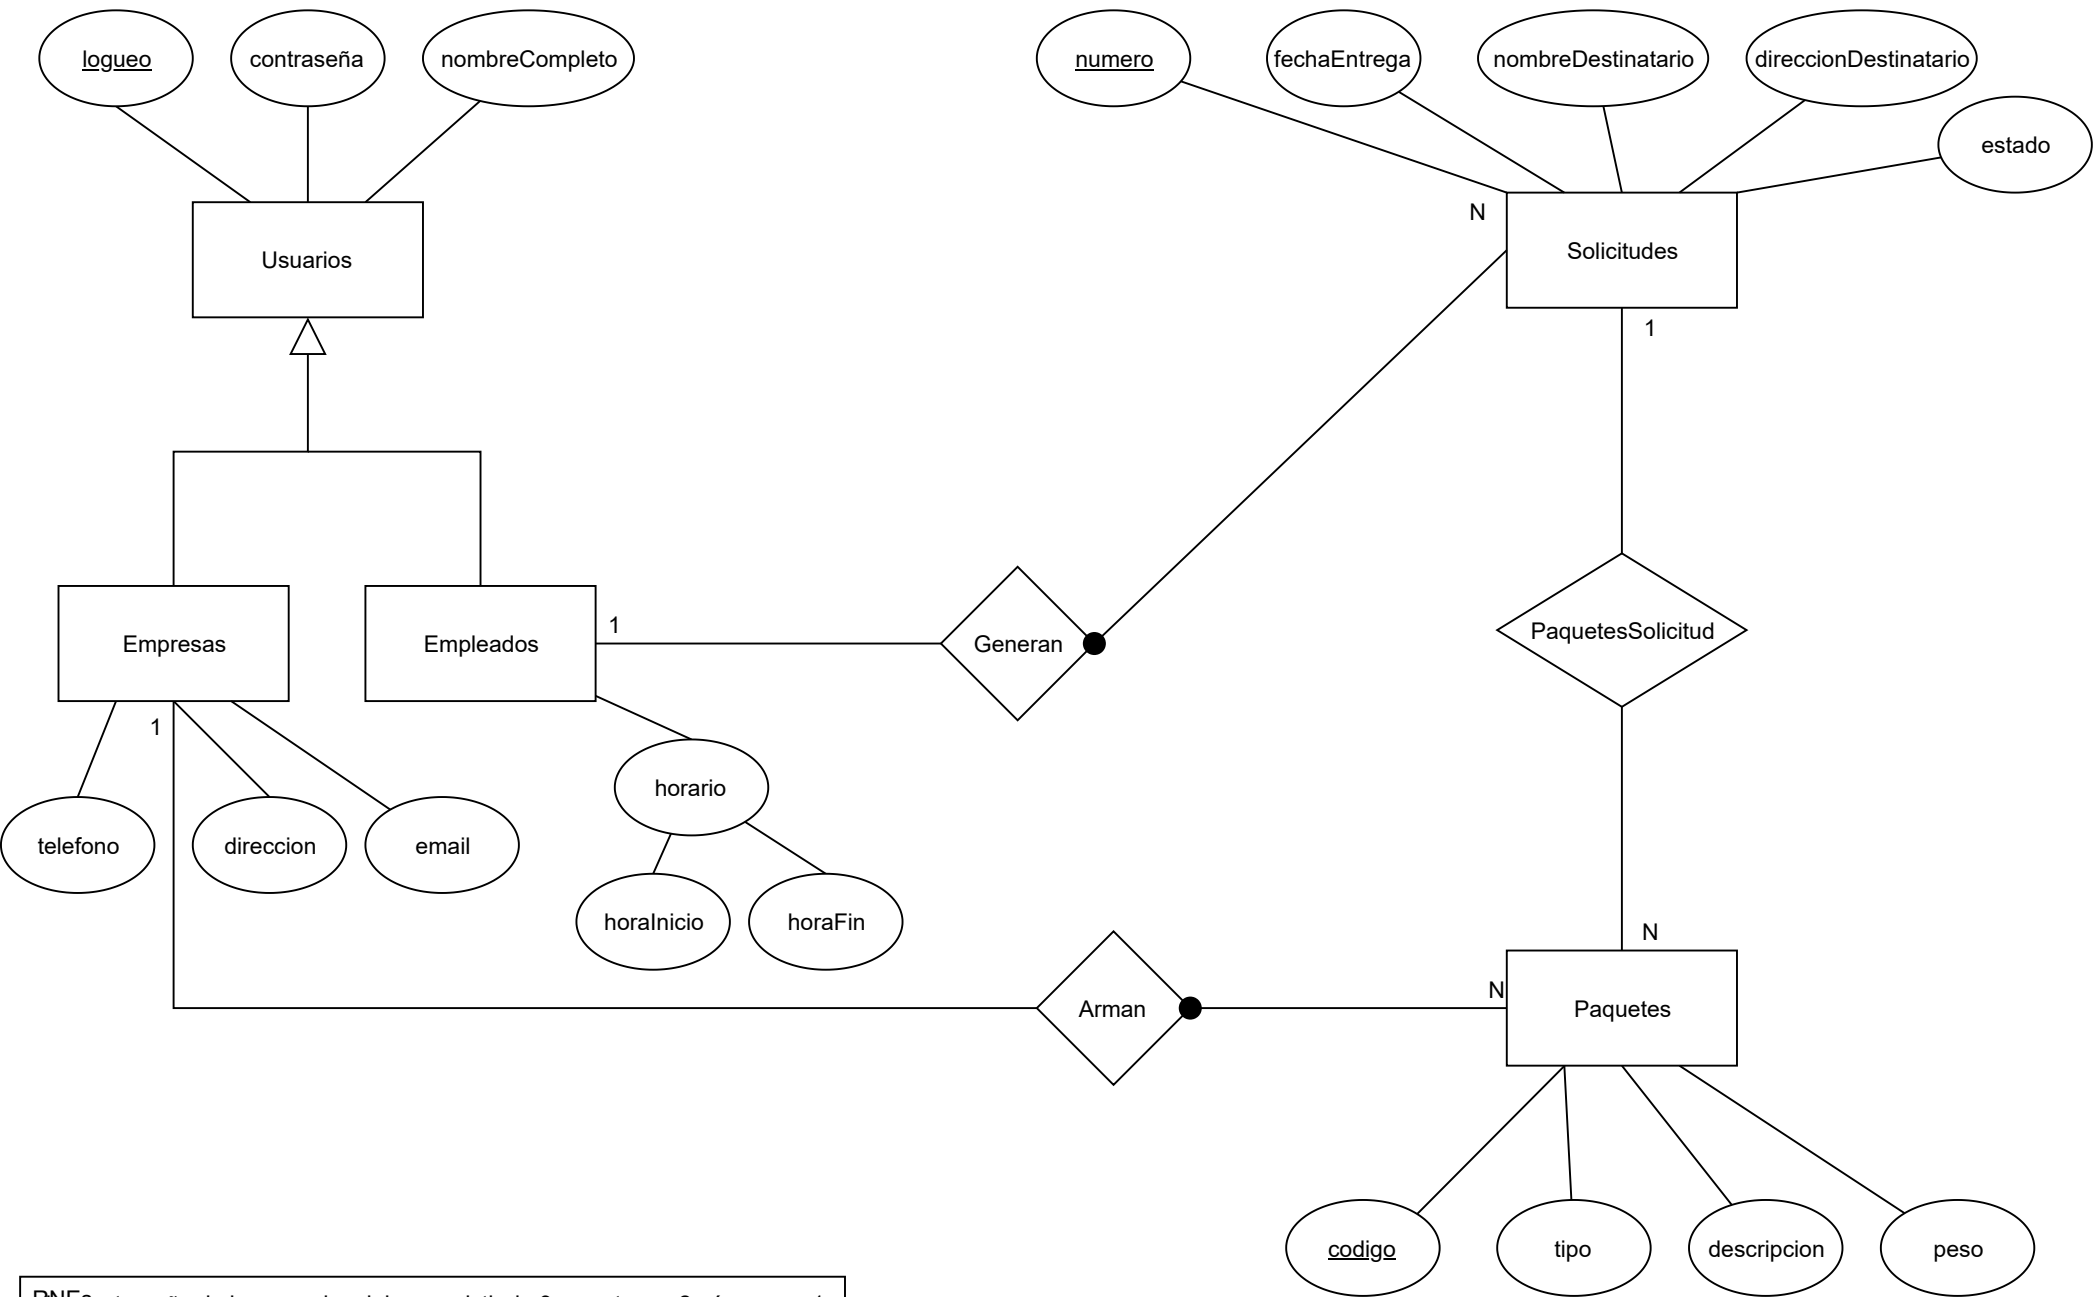 logueo
contraseña
nombreCompleto
numero
fechaEntrega
nombreDestinatario
direccionDestinatario
estado
Usuarios
N
Solicitudes
1
Empresas
Empleados
1
Generan
PaquetesSolicitud
1
horario
telefono
direccion
email
horaInicio
horaFin
N
Arman
N
Paquetes
codigo
tipo
descripcion
peso